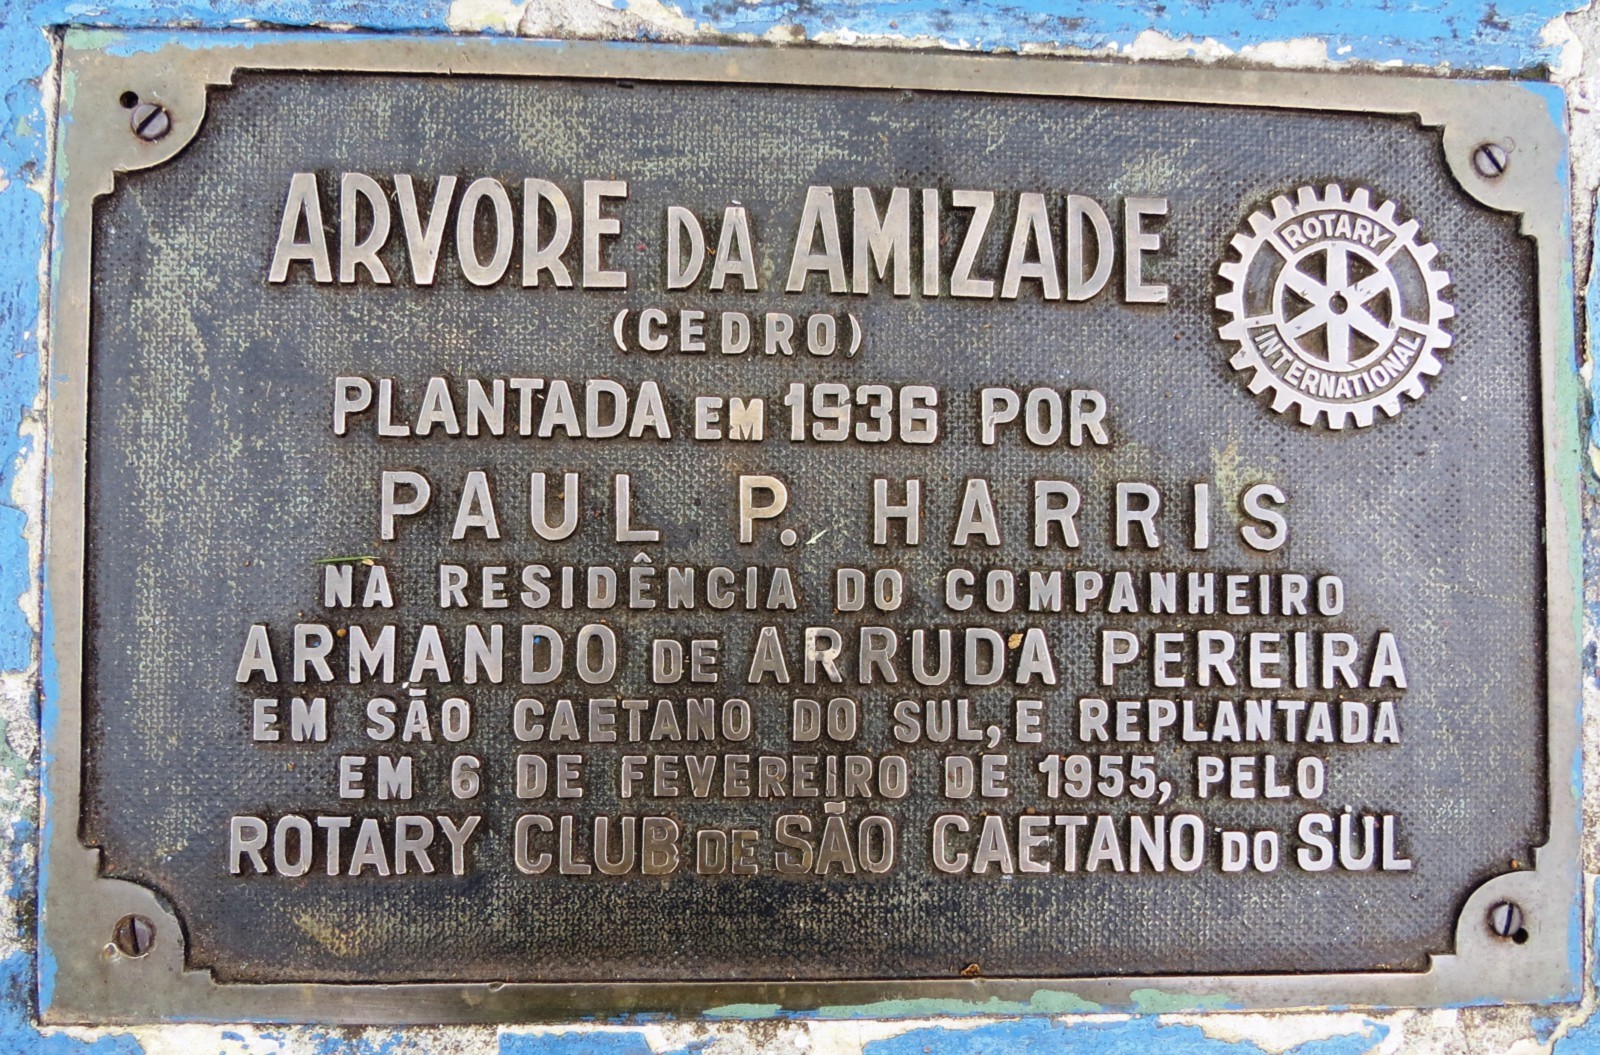 ARVORE DA AMIZADE
ROTARY
INTERNATIONAL
(CEDRO)
PLANTADA EM 1936 POR
PAUL P. HARRIS
NA RESIDÊNCIA DO COMPANHEIRO
ARMANDO DE ARRUDA PEREIRA
EM SÃO CAETANO DO SUL, E REPLANTADA
EM 6 DE FEVEREIRO DE 1955, PELO
ROTARY CLUB DE SÃO CAETANO DO SUL